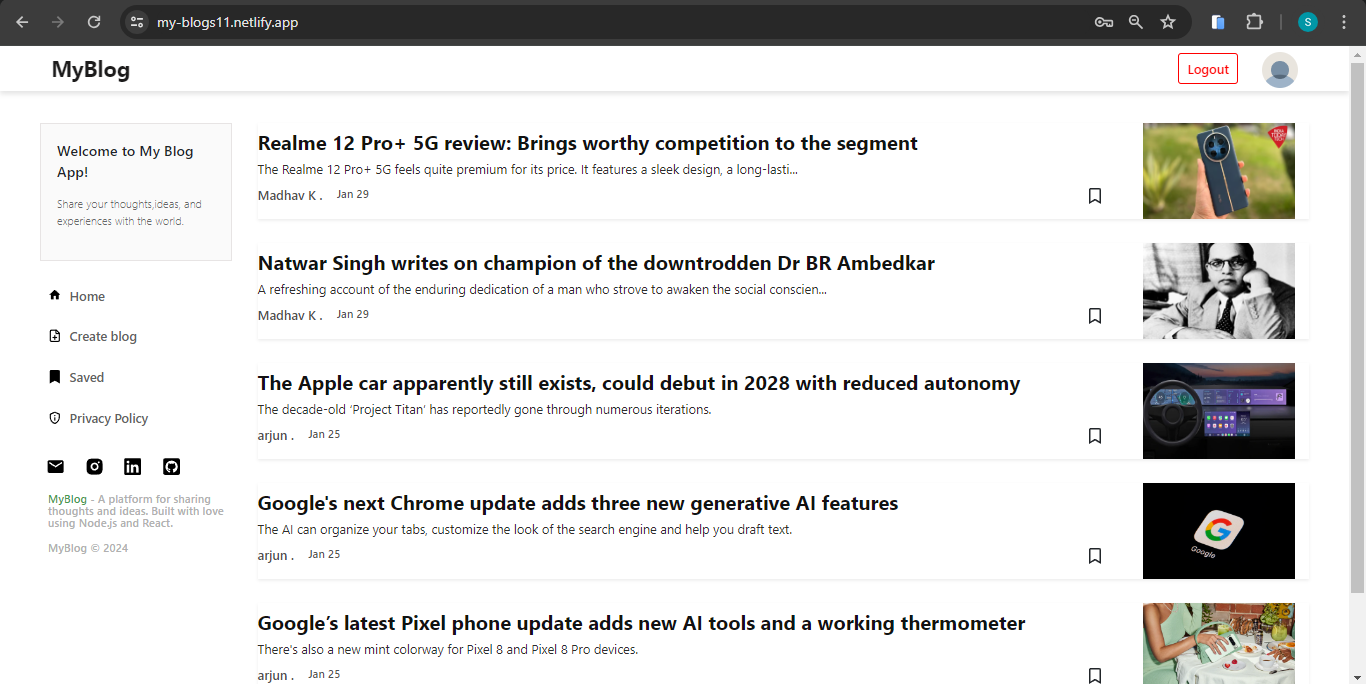 my-blogs11.netlify.app
S
MyBlog
Logout
Welcome to My Blog
App!
Share your thoughts,ideas, and
experiences with the world.
Home
Create blog
Saved
Privacy Policy
MyBlog - A platform for sharing
thoughts and ideas. Built with love
using Node.js and React.
MyBlog © 2024
Realme 12 Pro+ 5G review: Brings worthy competition to the segment
The Realme 12 Pro+ 5G feels quite premium for its price. It features a sleek design, a long-lasti...
Madhav K . Jan 29
INDIA
TODAY
TECH
Natwar Singh writes on champion of the downtrodden Dr BR Ambedkar
A refreshing account of the enduring dedication of a man who strove to awaken the social conscien...
Madhav K . Jan 29
The Apple car apparently still exists, could debut in 2028 with reduced autonomy
The decade-old ‘Project Titan’ has reportedly gone through numerous iterations.
arjun . Jan 25
Google's next Chrome update adds three new generative AI features
The AI can organize your tabs, customize the look of the search engine and help you draft text.
arjun . Jan 25
Google
Google’s latest Pixel phone update adds new AI tools and a working thermometer
There's also a new mint colorway for Pixel 8 and Pixel 8 Pro devices.
arjun . Jan 25